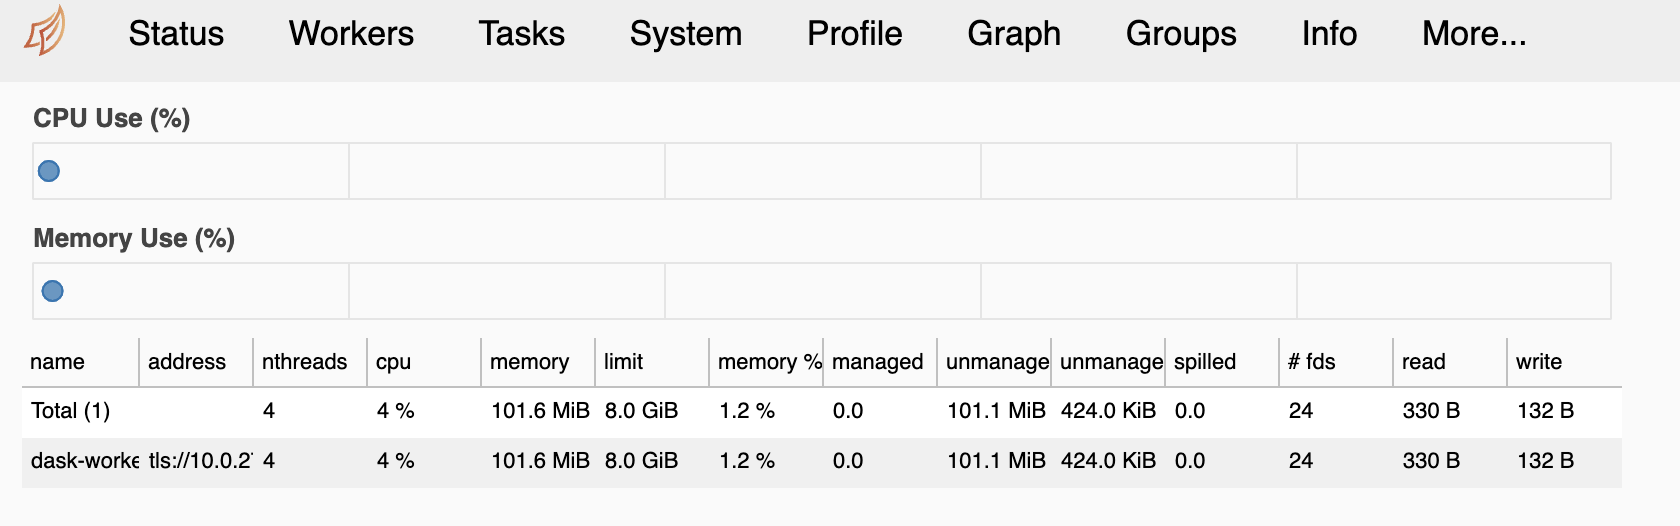 Status Workers Tasks System Profile Graph Groups Info More...
CPU Use (%)
Memory Use (%)
name address nthreads cpu memory limit memory % managed unmanage unmanage spilled # fds read write
Total (1) 4 4 % 101.6 MiB 8.0 GiB 1.2 % 0.0 101.1 MiB 424.0 KiB 0.0 24 330 B 132 B
dask-worke tls://10.0.2 4 4 % 101.6 MiB 8.0 GiB 1.2 % 0.0 101.1 MiB 424.0 KiB 0.0 24 330 B 132 B